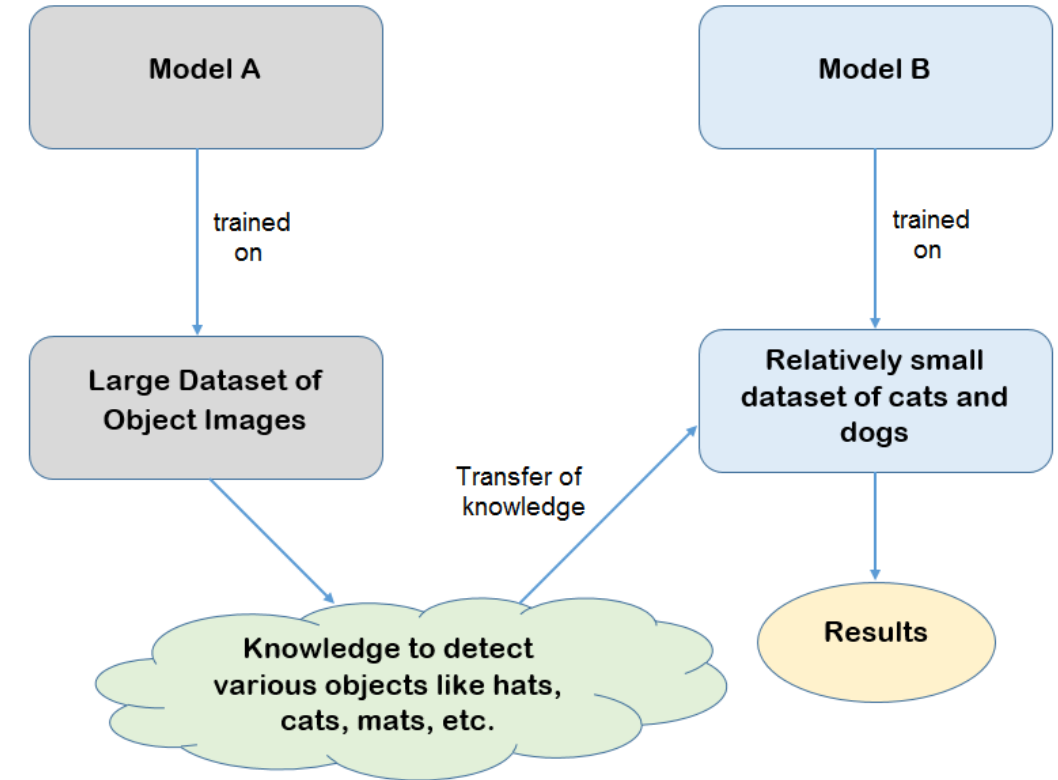 Model A
Model B
trained
on
trained
on
Large Dataset of
Object Images
Relatively small
dataset of cats and
dogs
Transfer of
knowledge
Knowledge to detect
various objects like hats,
cats, mats, etc.
Results